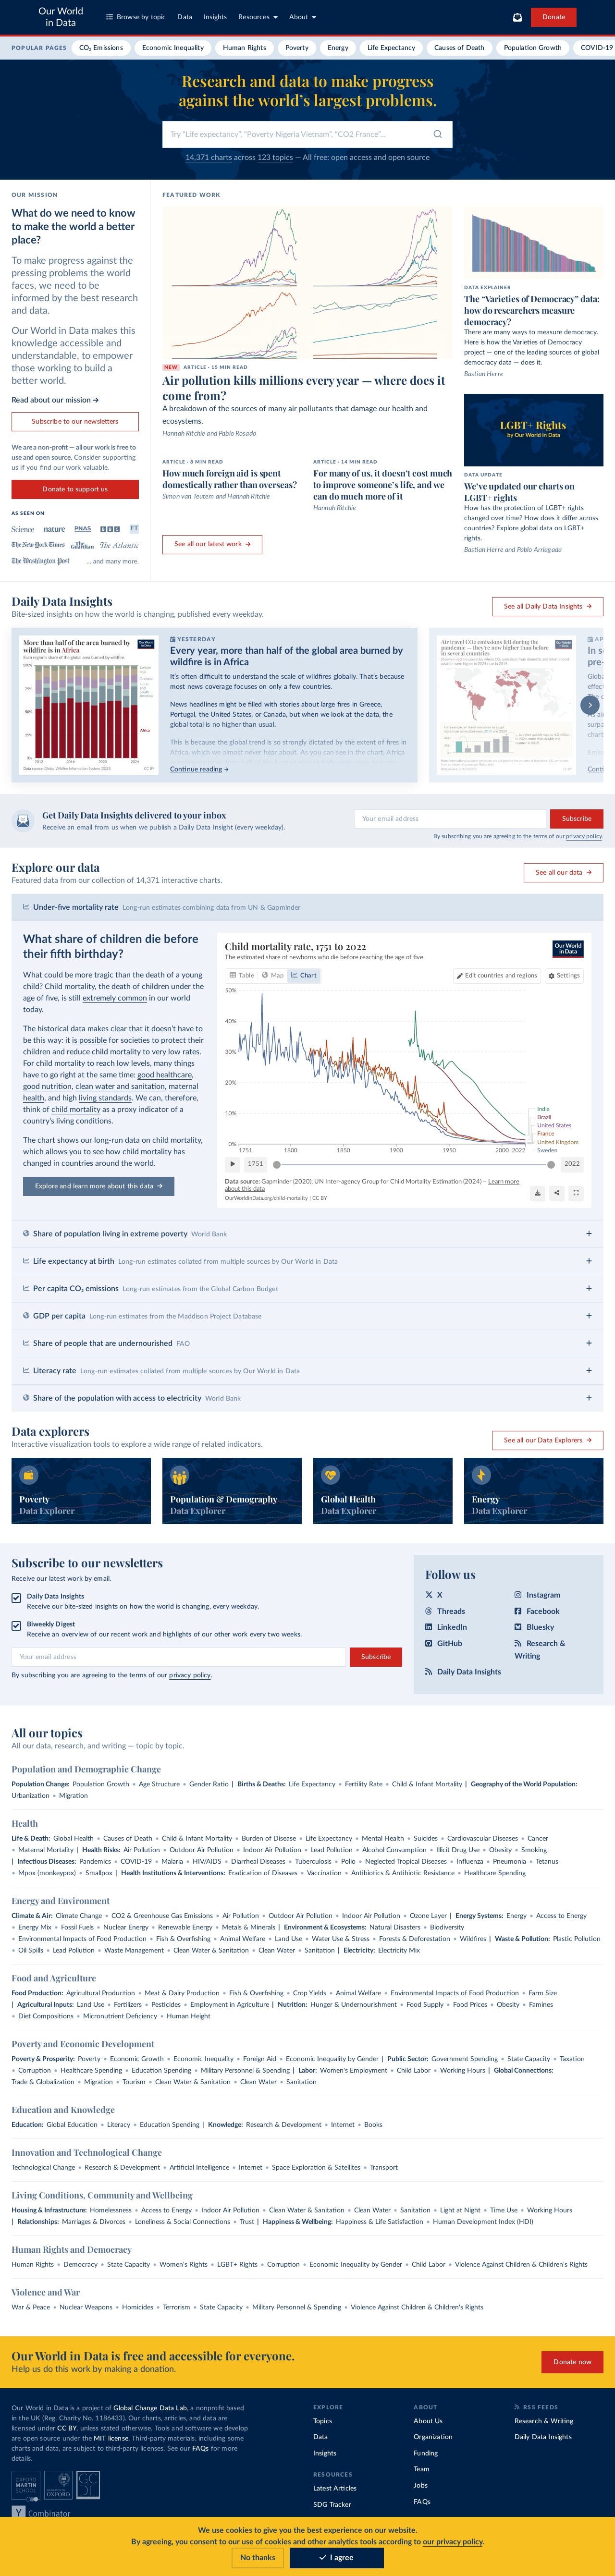 Our World
in Data
Browse by topic
Data
Insights
Resources
About
Donate
POPULAR PAGES
CO₂ Emissions
Economic Inequality
Human Rights
Poverty
Energy
Life Expectancy
Causes of Death
Population Growth
COVID-19
Research and data to make progress
against the world's largest problems.
Try "Life expectancy", "Poverty Nigeria Vietnam", "CO2 France"...
14,371 charts across 123 topics — All free: open access and open source
OUR MISSION
What do we need to know
to make the world a better
place?
To make progress against the
pressing problems the world
faces, we need to be
informed by the best research
and data.
Our World in Data makes this
knowledge accessible and
understandable, to empower
those working to build a
better world.
Read about our mission →
Subscribe to our newsletters
We are a non-profit — all our work is free to
use and open source. Consider supporting
us if you find our work valuable.
Donate to support us
AS SEEN ON
Science
nature
PNAS
BBC
FT
The New York Times
The Guardian
The Atlantic
The Washington Post
... and many more.
FEATURED WORK
NEW ARTICLE - 15 MIN READ
Air pollution kills millions every year — where does it
come from?
A breakdown of the sources of many air pollutants that damage our health and
ecosystems.
Hannah Ritchie and Pablo Rosado
ARTICLE - 8 MIN READ
How much foreign aid is spent
domestically rather than overseas?
Simon van Teutem and Hannah Ritchie
ARTICLE - 14 MIN READ
For many of us, it doesn't cost much
to improve someone's life, and we
can do much more of it
Hannah Ritchie
See all our latest work →
DATA EXPLAINER
The "Varieties of Democracy" data:
how do researchers measure
democracy?
There are many ways to measure democracy.
Here is how the Varieties of Democracy
project — one of the leading sources of global
democracy data — does it.
Bastian Herre
LGBT+ Rights
by Our World in Data
DATA UPDATE
We've updated our charts on
LGBT+ rights
How has the protection of LGBT+ rights
changed over time? How does it differ across
countries? Explore global data on LGBT+
rights.
Bastian Herre and Pablo Arriagada
Daily Data Insights
Bite-sized insights on how the world is changing, published every weekday.
See all Daily Data Insights →
More than half of the area burned by
wildfires is in Africa
YESTERDAY
Every year, more than half of the global area burned by
wildfires is in Africa
It's often difficult to understand the scale of wildfires globally. That's because
most news coverage focuses on only a few countries.
News headlines might be filled with stories about large fires in Greece,
Portugal, the United States, or Canada, but when we look at the data, the
global total is no higher than usual.
This is because the global trend is so strongly dictated by the extent of fires in
Africa, which we almost never hear about. As you can see in the chart, Africa
Continue reading →
Air travel CO2 emissions fell during the
pandemic — they're now higher than before
in several countries
Get Daily Data Insights delivered to your inbox
Receive an email from us when we publish a Daily Data Insight (every weekday).
Your email address
Subscribe
By subscribing you are agreeing to the terms of our privacy policy.
Explore our data
Featured data from our collection of 14,371 interactive charts.
See all our data →
Under-five mortality rate Long-run estimates combining data from UN & Gapminder
What share of children die before
their fifth birthday?
What could be more tragic than the death of a young
child? Child mortality, the death of children under the
age of five, is still extremely common in our world
today.
The historical data makes clear that it doesn't have to
be this way: it is possible for societies to protect their
children and reduce child mortality to very low rates.
For child mortality to reach low levels, many things
have to go right at the same time: good healthcare,
good nutrition, clean water and sanitation, maternal
health, and high living standards. We can, therefore,
think of child mortality as a proxy indicator of a
country's living conditions.
The chart shows our long-run data on child mortality,
which allows you to see how child mortality has
changed in countries around the world.
Explore and learn more about this data →
Child mortality rate, 1751 to 2022
The estimated share of newborns who die before reaching the age of five.
Our World
in Data
Table
Map
Chart
Edit countries and regions
Settings
50%
40%
30%
20%
10%
0%
1751
1800
1850
1900
1950
2000
2022
India
Brazil
United States
France
United Kingdom
Sweden
1751
2022
Data source: Gapminder (2020); UN Inter-agency Group for Child Mortality Estimation (2024) – Learn more
about this data
OurWorldinData.org/child-mortality | CC BY
Share of population living in extreme poverty World Bank
Life expectancy at birth Long-run estimates collated from multiple sources by Our World in Data
Per capita CO₂ emissions Long-run estimates from the Global Carbon Budget
GDP per capita Long-run estimates from the Maddison Project Database
Share of people that are undernourished FAO
Literacy rate Long-run estimates collated from multiple sources by Our World in Data
Share of the population with access to electricity World Bank
Data explorers
Interactive visualization tools to explore a wide range of related indicators.
See all our Data Explorers →
Poverty
Data Explorer
Population & Demography
Data Explorer
Global Health
Data Explorer
Energy
Data Explorer
Subscribe to our newsletters
Receive our latest work by email.
Daily Data Insights
Receive our bite-sized insights on how the world is changing, every weekday.
Biweekly Digest
Receive an overview of our recent work and highlights of our other work every two weeks.
Your email address
Subscribe
By subscribing you are agreeing to the terms of our privacy policy.
Follow us
X
Threads
LinkedIn
GitHub
Daily Data Insights
Instagram
Facebook
Bluesky
Research &
Writing
All our topics
All our data, research, and writing — topic by topic.
Population and Demographic Change
Population Change: Population Growth • Age Structure • Gender Ratio | Births & Deaths: Life Expectancy • Fertility Rate • Child & Infant Mortality | Geography of the World Population:
Urbanization • Migration
Health
Life & Death: Global Health • Causes of Death • Child & Infant Mortality • Burden of Disease • Life Expectancy • Mental Health • Suicides • Cardiovascular Diseases • Cancer
• Maternal Mortality | Health Risks: Air Pollution • Outdoor Air Pollution • Indoor Air Pollution • Lead Pollution • Alcohol Consumption • Illicit Drug Use • Obesity • Smoking
| Infectious Diseases: Pandemics • COVID-19 • Malaria • HIV/AIDS • Diarrheal Diseases • Tuberculosis • Polio • Neglected Tropical Diseases • Influenza • Pneumonia • Tetanus
• Mpox (monkeypox) • Smallpox | Health Institutions & Interventions: Eradication of Diseases • Vaccination • Antibiotics & Antibiotic Resistance • Healthcare Spending
Energy and Environment
Climate & Air: Climate Change • CO2 & Greenhouse Gas Emissions • Air Pollution • Outdoor Air Pollution • Indoor Air Pollution • Ozone Layer | Energy Systems: Energy • Access to Energy
• Energy Mix • Fossil Fuels • Nuclear Energy • Renewable Energy • Metals & Minerals | Environment & Ecosystems: Natural Disasters • Biodiversity
• Environmental Impacts of Food Production • Fish & Overfishing • Animal Welfare • Land Use • Water Use & Stress • Forests & Deforestation • Wildfires | Waste & Pollution: Plastic Pollution
• Oil Spills • Lead Pollution • Waste Management • Clean Water & Sanitation • Clean Water • Sanitation | Electricity: Electricity Mix
Food and Agriculture
Food Production: Agricultural Production • Meat & Dairy Production • Fish & Overfishing • Crop Yields • Animal Welfare • Environmental Impacts of Food Production • Farm Size
| Agricultural Inputs: Land Use • Fertilizers • Pesticides • Employment in Agriculture | Nutrition: Hunger & Undernourishment • Food Supply • Food Prices • Obesity • Famines
• Diet Compositions • Micronutrient Deficiency • Human Height
Poverty and Economic Development
Poverty & Prosperity: Poverty • Economic Growth • Economic Inequality • Foreign Aid • Economic Inequality by Gender | Public Sector: Government Spending • State Capacity • Taxation
• Corruption • Healthcare Spending • Education Spending • Military Personnel & Spending | Labor: Women's Employment • Child Labor • Working Hours | Global Connections:
Trade & Globalization • Migration • Tourism • Clean Water & Sanitation • Clean Water • Sanitation
Education and Knowledge
Education: Global Education • Literacy • Education Spending | Knowledge: Research & Development • Internet • Books
Innovation and Technological Change
Technological Change • Research & Development • Artificial Intelligence • Internet • Space Exploration & Satellites • Transport
Living Conditions, Community and Wellbeing
Housing & Infrastructure: Homelessness • Access to Energy • Indoor Air Pollution • Clean Water & Sanitation • Clean Water • Sanitation • Light at Night • Time Use • Working Hours
| Relationships: Marriages & Divorces • Loneliness & Social Connections • Trust | Happiness & Wellbeing: Happiness & Life Satisfaction • Human Development Index (HDI)
Human Rights and Democracy
Human Rights • Democracy • State Capacity • Women's Rights • LGBT+ Rights • Corruption • Economic Inequality by Gender • Child Labor • Violence Against Children & Children's Rights
Violence and War
War & Peace • Nuclear Weapons • Homicides • Terrorism • State Capacity • Military Personnel & Spending • Violence Against Children & Children's Rights
Our World in Data is free and accessible for everyone.
Help us do this work by making a donation.
Donate now
Our World in Data is a project of Global Change Data Lab, a nonprofit based
in the UK (Reg. Charity No. 1186433). Our charts, articles, and data are
licensed under CC BY, unless stated otherwise. Tools and software we develop
are open source under the MIT license. Third-party materials, including some
charts and data, are subject to third-party licenses. See our FAQs for more
details.
OXFORD
MARTIN
SCHOOL
UNIVERSITY OF
OXFORD
GC
DL
Y Combinator
EXPLORE
Topics
Data
Insights
RESOURCES
Latest Articles
SDG Tracker
ABOUT
About Us
Organization
Funding
Team
Jobs
FAQs
RSS FEEDS
Research & Writing
Daily Data Insights
We use cookies to give you the best experience on our website.
By agreeing, you consent to our use of cookies and other analytics tools according to our privacy policy.
No thanks
I agree